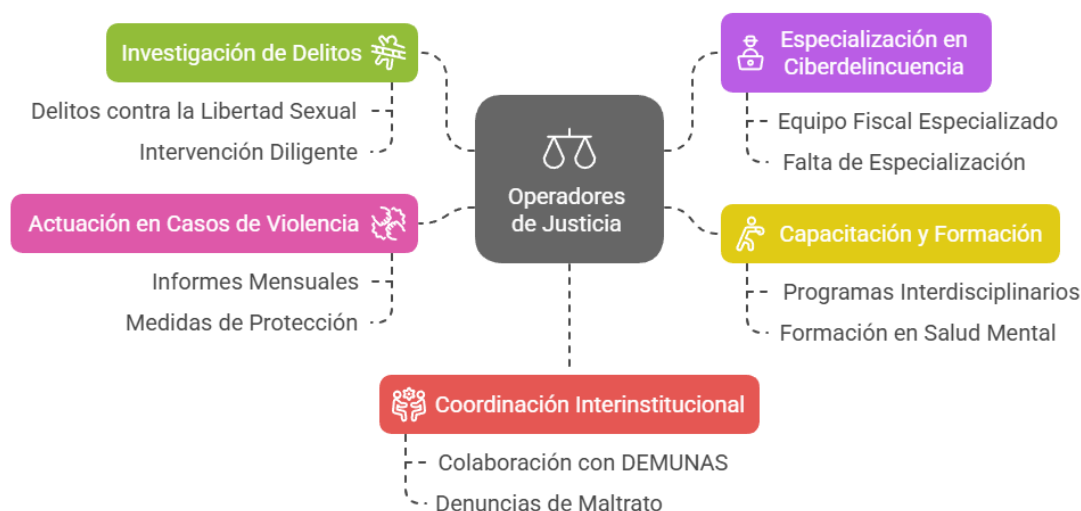 Investigación de Delitos
Delitos contra la Libertad Sexual
Intervención Diligente
Actuación en Casos de Violencia
Informes Mensuales
Medidas de Protección
Operadores
de Justicia
Especialización en
Ciberdelincuencia
Equipo Fiscal Especializado
Falta de Especialización
Capacitación y Formación
Programas Interdisciplinarios
Formación en Salud Mental
Coordinación Interinstitucional
Colaboración con DEMUNAS
Denuncias de Maltrato